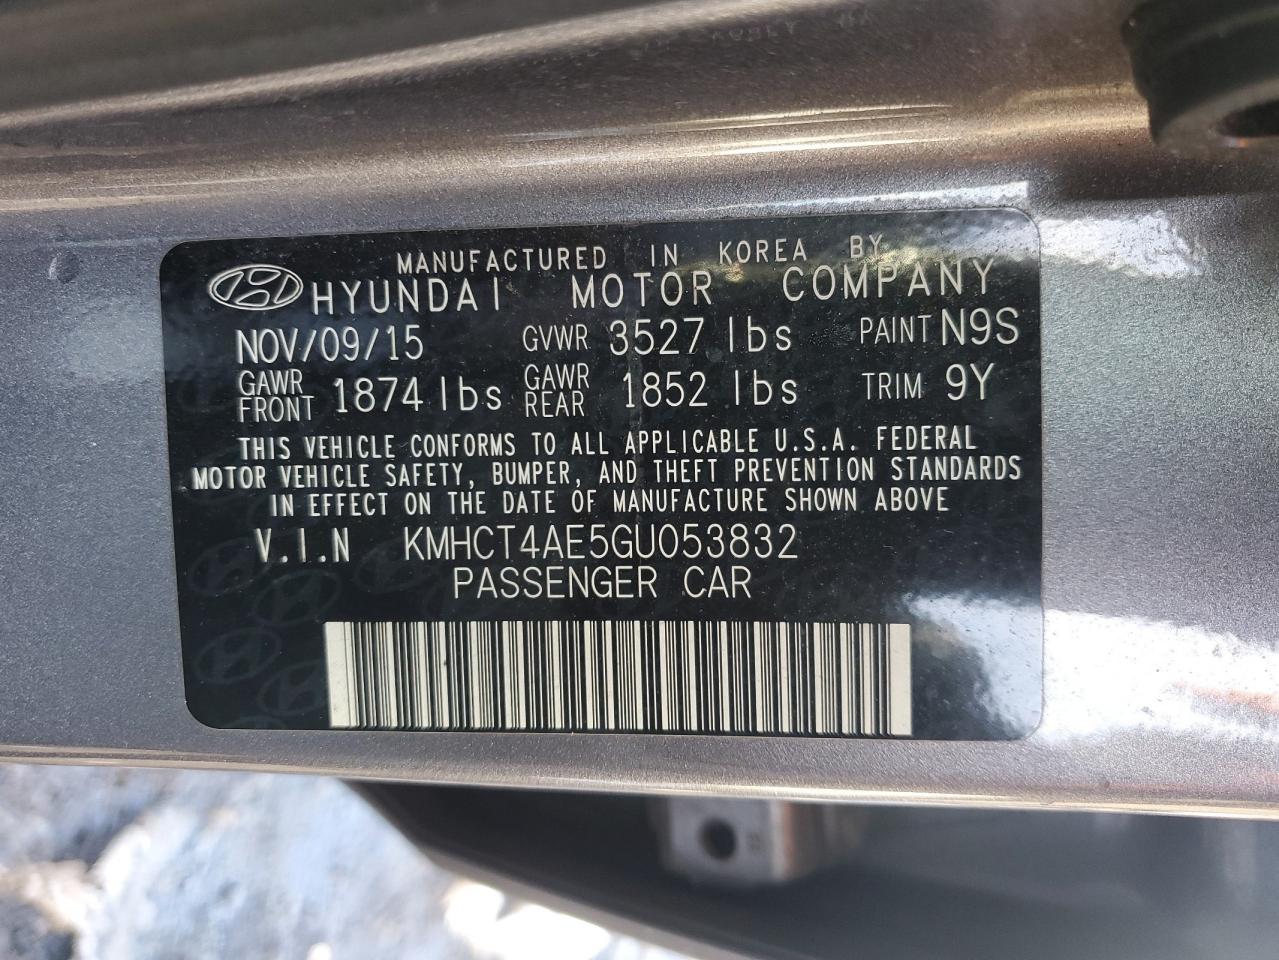 MANUFACTURED IN KOREA BY
HYUNDAI MOTOR COMPANY
NOV/09/15 GVWR 3527 lbs PAINT N9S
GAWR FRONT 1874 lbs GAWR REAR 1852 lbs TRIM 9Y
THIS VEHICLE CONFORMS TO ALL APPLICABLE U.S.A. FEDERAL
MOTOR VEHICLE SAFETY, BUMPER, AND THEFT PREVENTION STANDARDS
IN EFFECT ON THE DATE OF MANUFACTURE SHOWN ABOVE
V.I.N KMHCT4AE5GU053832
PASSENGER CAR